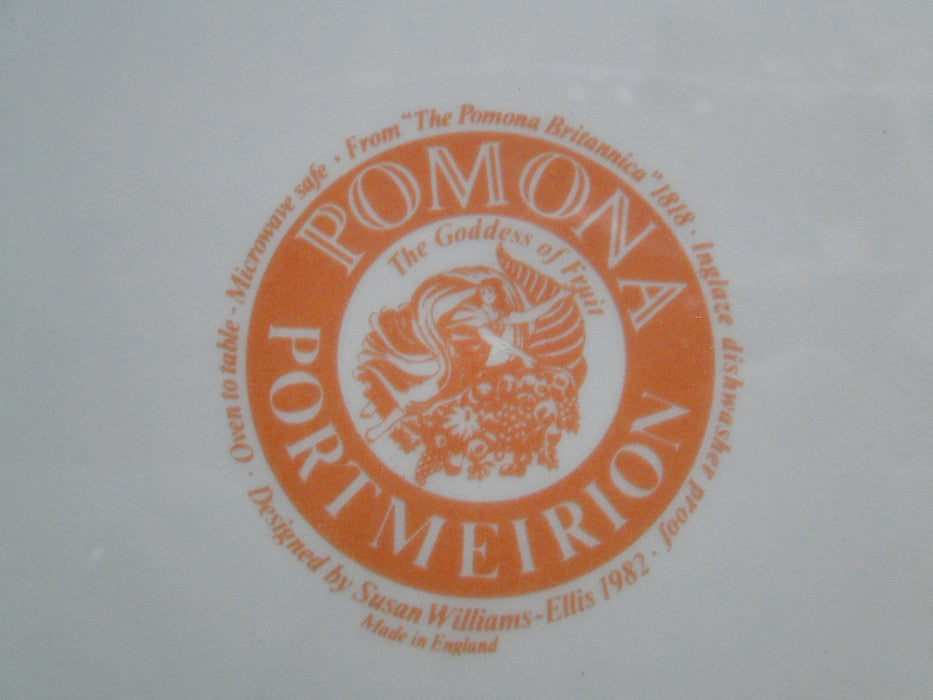 POMONA
The Goddess of Fruit
PORTMEIRION
Oven to table - Microwave safe · From "The Pomona Britannica" 1818 · Inglaze dishwasher proof ·
Designed by Susan Williams-Ellis 1982 ·
Made in England